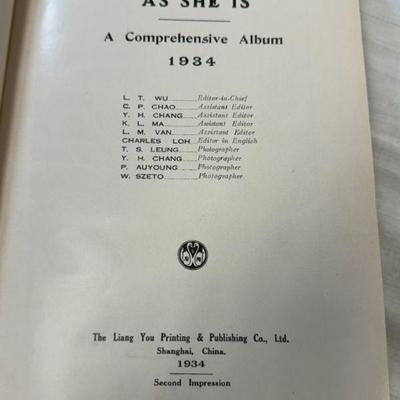 AS SHE IS
A Comprehensive Album
1934
L. T. WU Editor-in-Chief
C. P. CHAO Assistant Editor
Y. H. CHANG Assistant Editor
K. L. MA Assistant Editor
L. M. VAN Assistant Editor
CHARLES LOH Editor in English
T. S. LEUNG Photographer
Y. H. CHANG Photographer
P. AUYOUNG Photographer
W. SZETO Photographer
The Liang You Printing & Publishing Co., Ltd.
Shanghai, China.
1934
Second Impression